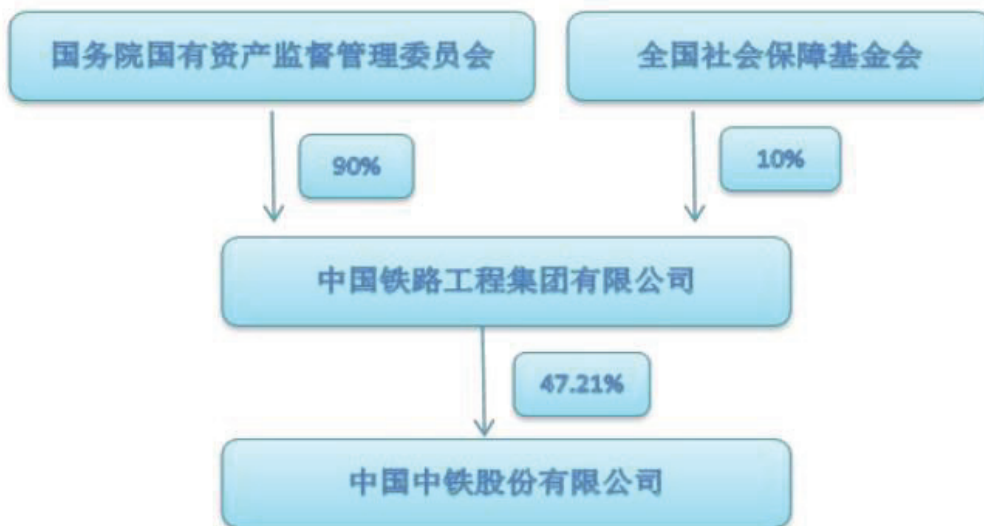 国务院国有资产监督管理委员会
全国社会保障基金会
90%
10%
中国铁路工程集团有限公司
47.21%
中国中铁股份有限公司